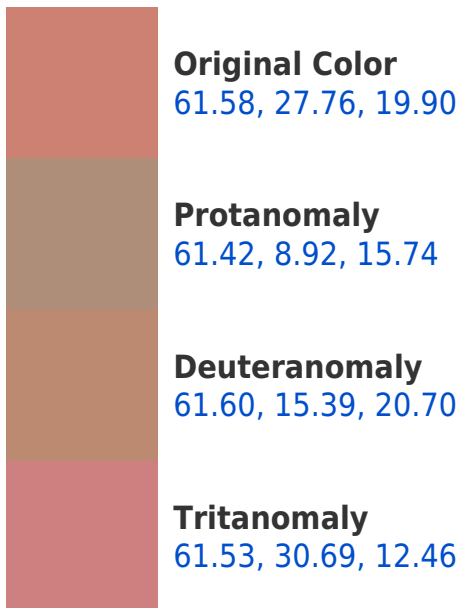 Original Color
61.58, 27.76, 19.90
Protanomaly
61.42, 8.92, 15.74
Deuteranomaly
61.60, 15.39, 20.70
Tritanomaly
61.53, 30.69, 12.46